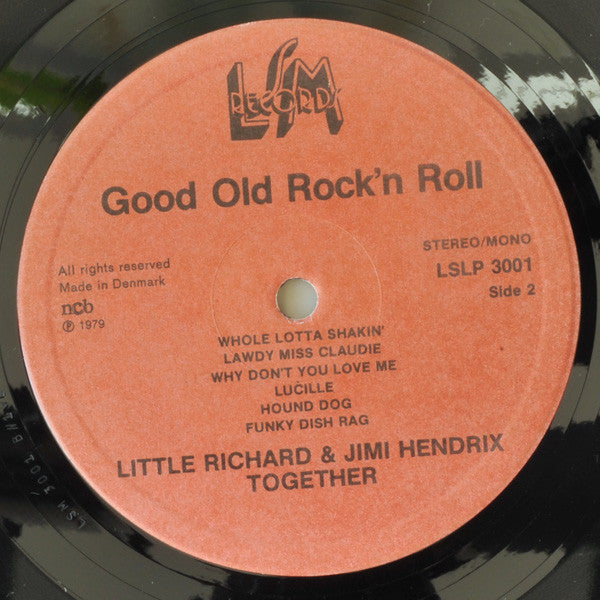 LSM
RECORDS
Good Old Rock'n Roll
STEREO/MONO
LSLP 3001
Side 2
All rights reserved
Made in Denmark
ncb
Ⓟ 1979
WHOLE LOTTA SHAKIN'
LAWDY MISS CLAUDIE
WHY DON'T YOU LOVE ME
LUCILLE
HOUND DOG
FUNKY DISH RAG
LITTLE RICHARD & JIMI HENDRIX
TOGETHER
LSM 3001